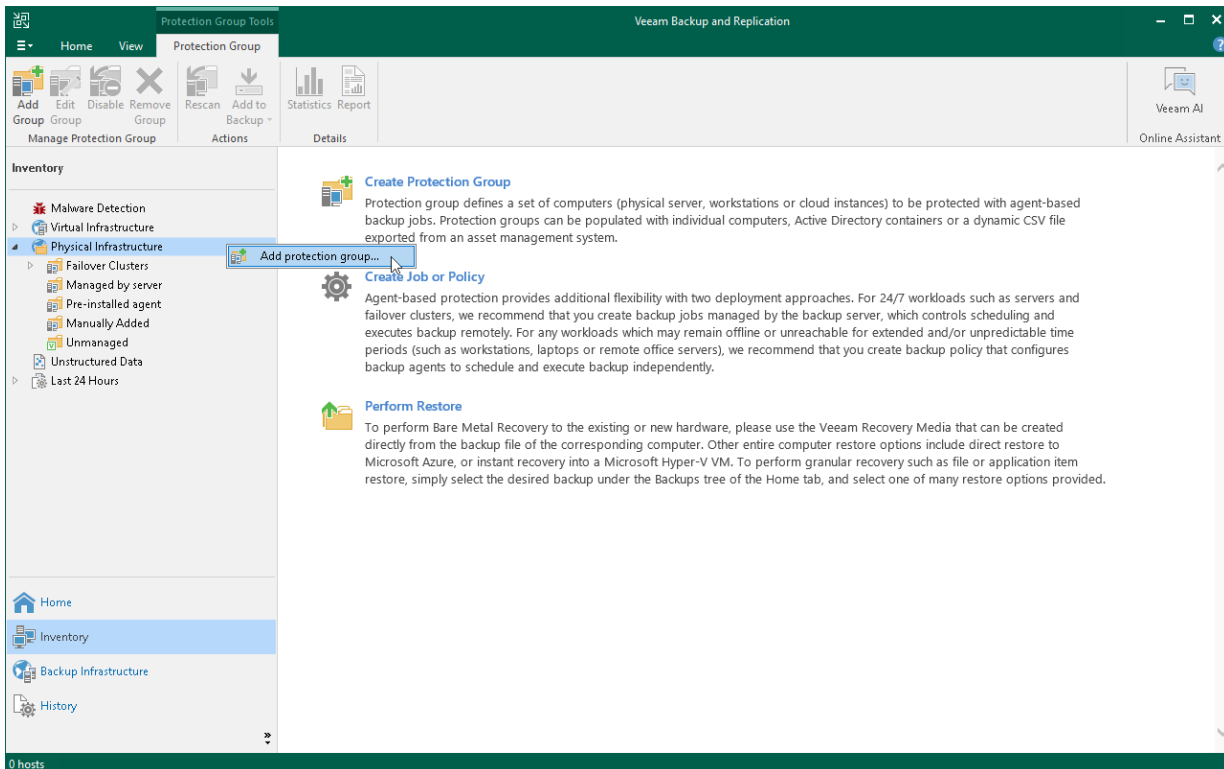 Protection Group Tools
Veeam Backup and Replication
Home View Protection Group
Add Group
Edit Group
Disable
Remove Group
Rescan
Add to Backup
Statistics
Report
Veeam AI
Manage Protection Group
Actions
Details
Online Assistant
Inventory
Malware Detection
Virtual Infrastructure
Physical Infrastructure
Failover Clusters
Managed by server
Pre-installed agent
Manually Added
Unmanaged
Unstructured Data
Last 24 Hours
Add protection group...
Create Protection Group
Protection group defines a set of computers (physical server, workstations or cloud instances) to be protected with agent-based
backup jobs. Protection groups can be populated with individual computers, Active Directory containers or a dynamic CSV file
exported from an asset management system.
Create Job or Policy
Agent-based protection provides additional flexibility with two deployment approaches. For 24/7 workloads such as servers and
failover clusters, we recommend that you create backup jobs managed by the backup server, which controls scheduling and
executes backup remotely. For any workloads which may remain offline or unreachable for extended and/or unpredictable time
periods (such as workstations, laptops or remote office servers), we recommend that you create backup policy that configures
backup agents to schedule and execute backup independently.
Perform Restore
To perform Bare Metal Recovery to the existing or new hardware, please use the Veeam Recovery Media that can be created
directly from the backup file of the corresponding computer. Other entire computer restore options include direct restore to
Microsoft Azure, or instant recovery into a Microsoft Hyper-V VM. To perform granular recovery such as file or application item
restore, simply select the desired backup under the Backups tree of the Home tab, and select one of many restore options provided.
Home
Inventory
Backup Infrastructure
History
0 hosts